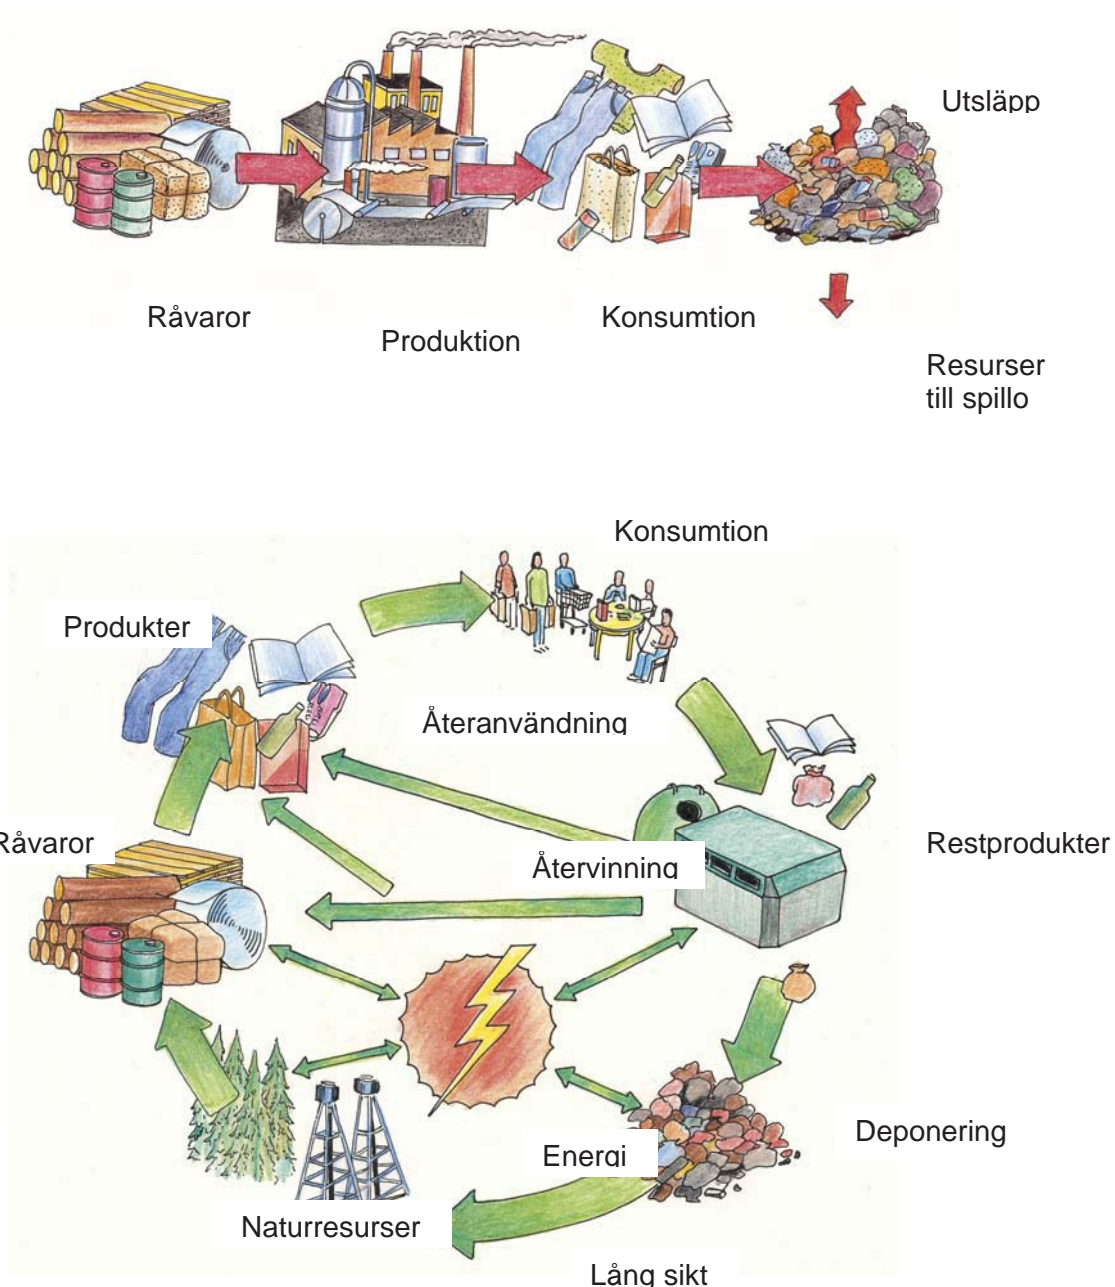 Utsläpp
Råvaror
Produktion
Konsumtion
Resurser
till spillo
Konsumtion
Produkter
Återanvändning
Råvaror
Återvinning
Restprodukter
Deponering
Energi
Naturresurser
Lång sikt